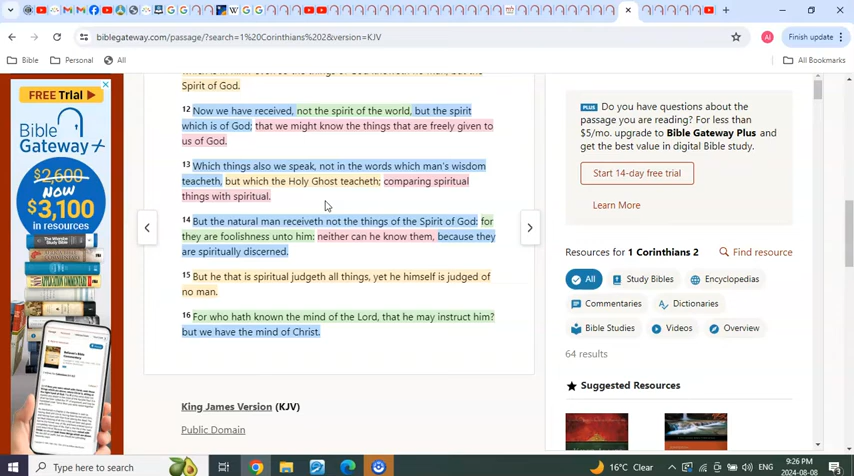 Finish update
biblegateway.com/passage/?search=1%20Corinthians%202&version=KJV
AI
Bible
Personal
All
All Bookmarks
FREE Trial
Bible
Gateway+
$2,600
NOW
$3,100
in resources
Spirit of God.
12 Now we have received, not the spirit of the world, but the spirit
which is of God; that we might know the things that are freely given to
us of God.
13 Which things also we speak, not in the words which man's wisdom
teacheth, but which the Holy Ghost teacheth; comparing spiritual
things with spiritual.
14 But the natural man receiveth not the things of the Spirit of God: for
they are foolishness unto him: neither can he know them, because they
are spiritually discerned.
15 But he that is spiritual judgeth all things, yet he himself is judged of
no man.
16 For who hath known the mind of the Lord, that he may instruct him?
but we have the mind of Christ.
King James Version (KJV)
Public Domain
PLUS Do you have questions about the
passage you are reading? For less than
$5/mo. upgrade to Bible Gateway Plus and
get the best value in digital Bible study.
Start 14-day free trial
Learn More
Resources for 1 Corinthians 2
Find resource
All
Study Bibles
Encyclopedias
Commentaries
Dictionaries
Bible Studies
Videos
Overview
64 results
Suggested Resources
Type here to search
16°C Clear
ENG
9:26 PM
2024-08-08
3